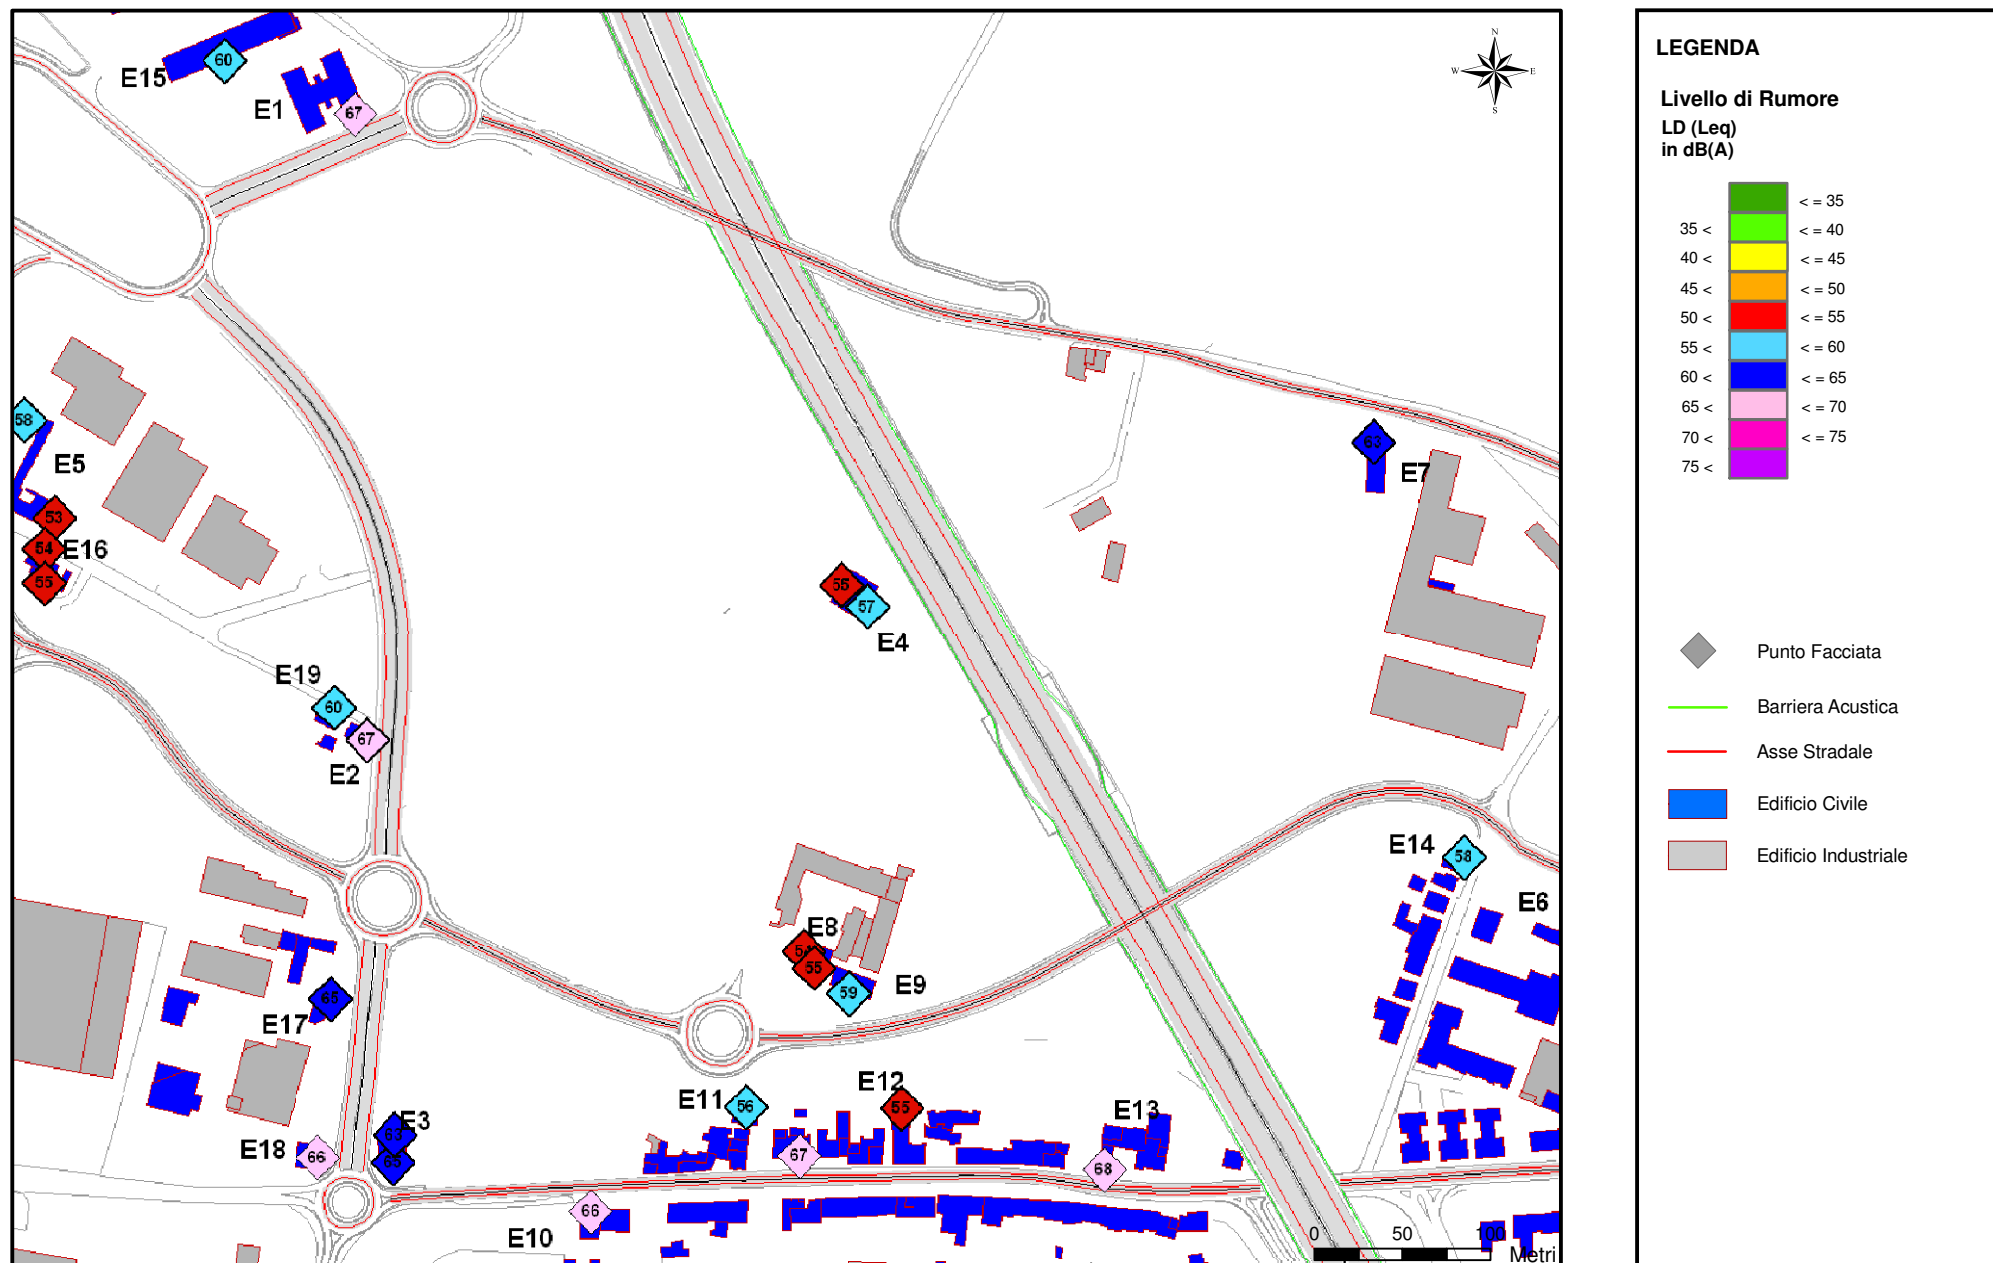 N
W E
S
E15
60
E1
67
58
E5
53
54
E16
55
E19
60
67
E2
55
57
E4
63
E7
E14
58
E6
E8
55
59
E9
65
E17
E3
63
65
E18
66
E11
56
E12
55
E13
67
68
66
E10
0 50 100
Metri
LEGENDA
Livello di Rumore
LD (Leq)
in dB(A)
< = 35
35 < < = 40
40 < < = 45
45 < < = 50
50 < < = 55
55 < < = 60
60 < < = 65
65 < < = 70
70 < < = 75
75 <
Punto Facciata
Barriera Acustica
Asse Stradale
Edificio Civile
Edificio Industriale